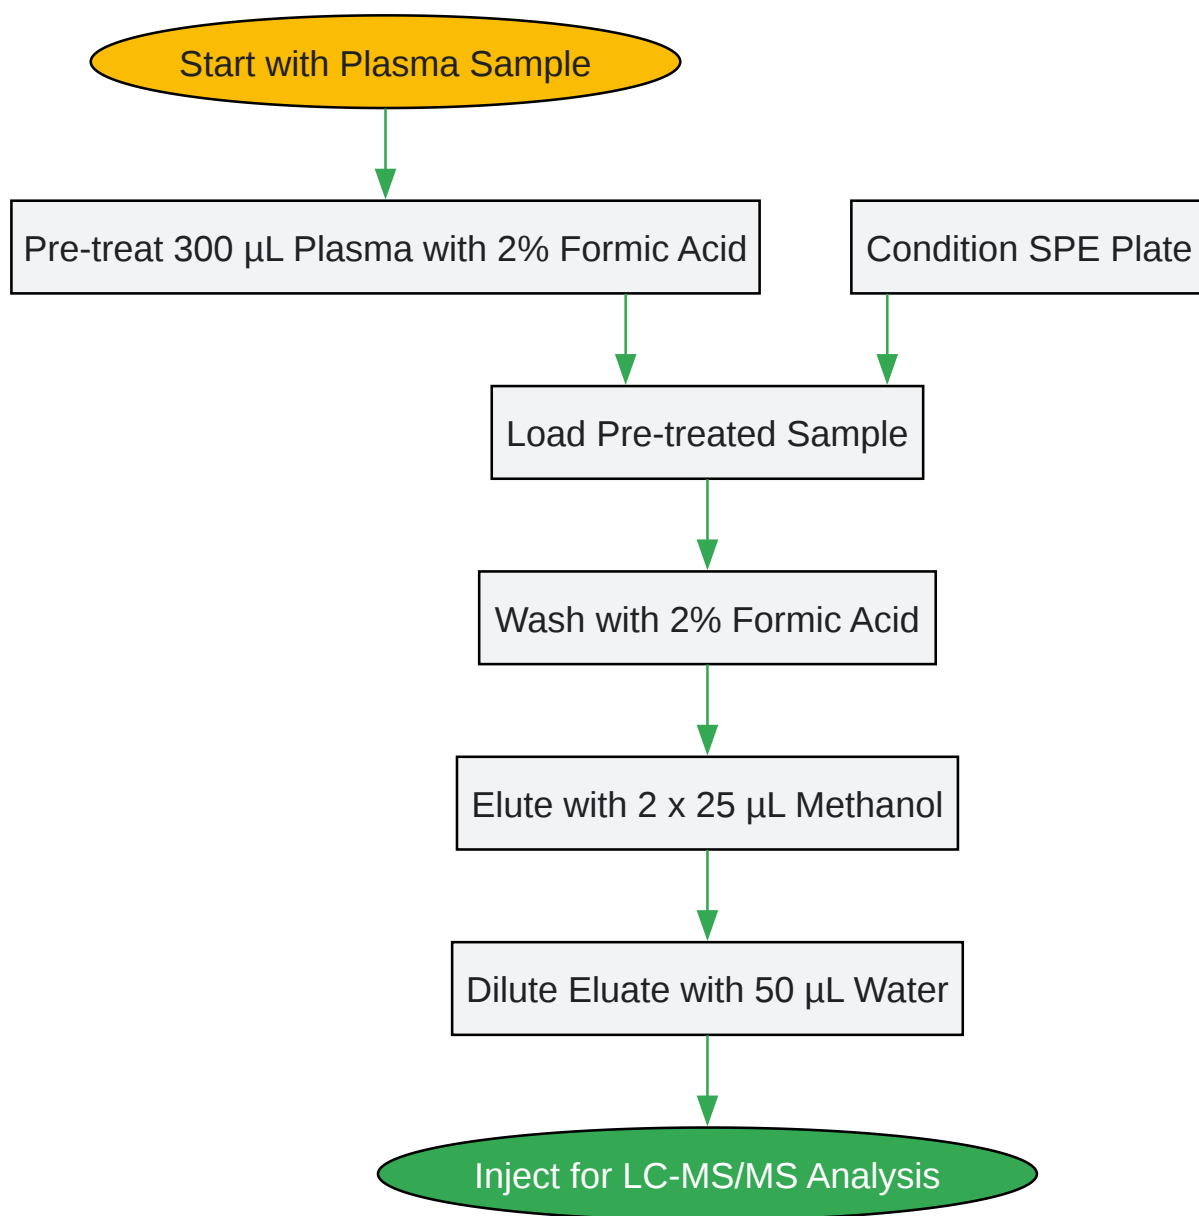 Start with Plasma Sample
Pre-treat 300 µL Plasma with 2% Formic Acid
Condition SPE Plate
Load Pre-treated Sample
Wash with 2% Formic Acid
Elute with 2 x 25 µL Methanol
Dilute Eluate with 50 µL Water
Inject for LC-MS/MS Analysis